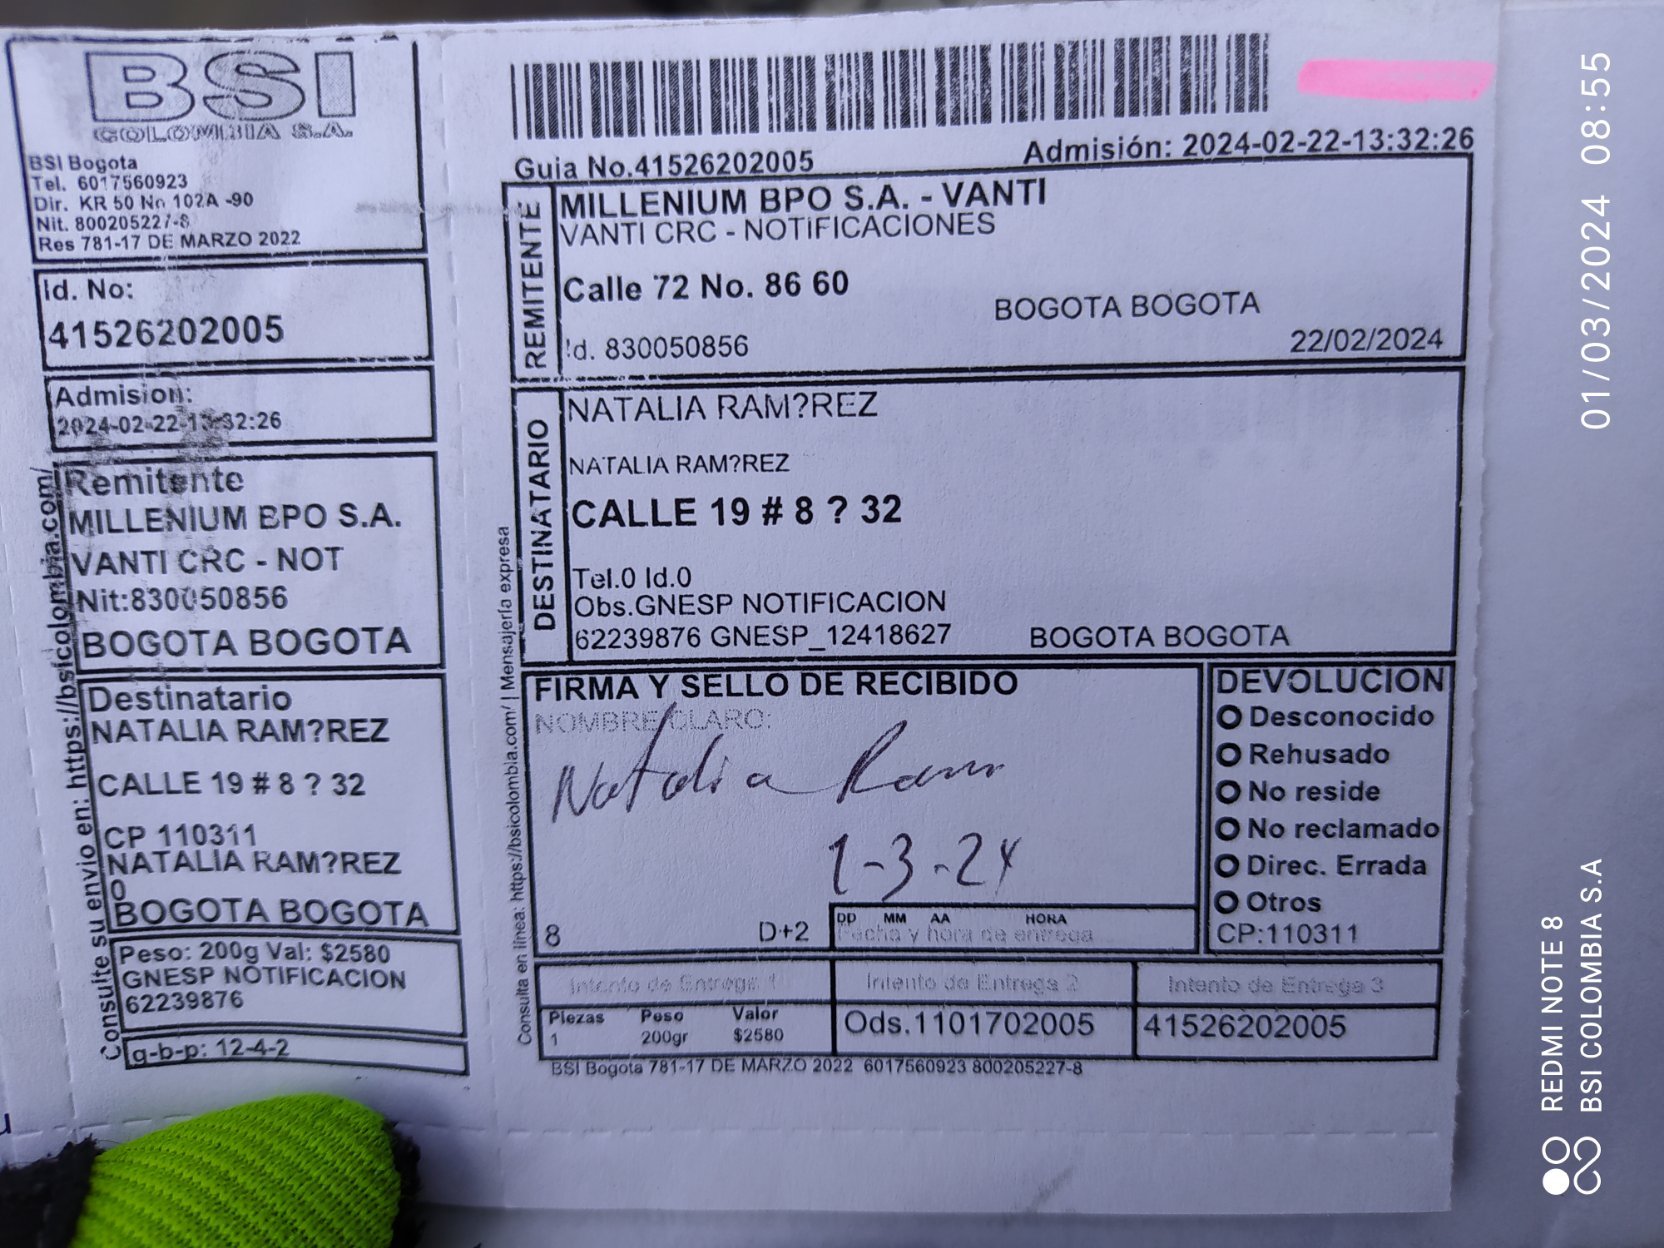 BSI
COLOMBIA S.A.
BSI Bogota
Tel. 6017560923
Dir. KR 50 No 102A -90
Nit. 800205227-8
Res 781-17 DE MARZO 2022
Id. No:
41526202005
Admision:
2024-02-22-13:32:26
Remitente
MILLENIUM BPO S.A.
VANTI CRC - NOT
Nit:830050856
BOGOTA BOGOTA
Destinatario
NATALIA RAM?REZ
CALLE 19 # 8 ? 32
CP 110311
NATALIA RAM?REZ
0
BOGOTA BOGOTA
Peso: 200g Val: $2580
GNESP NOTIFICACION
62239876
g-b-p: 12-4-2
Consulte su envio en: https://bsicolombia.com/
Guia No.41526202005
Admisión: 2024-02-22-13:32:26
REMITENTE
MILLENIUM BPO S.A. - VANTI
VANTI CRC - NOTIFICACIONES
Calle 72 No. 86 60
BOGOTA BOGOTA
Id. 830050856
22/02/2024
DESTINATARIO
NATALIA RAM?REZ
NATALIA RAM?REZ
CALLE 19 # 8 ? 32
Tel.0 Id.0
Obs.GNESP NOTIFICACION
62239876 GNESP_12418627
BOGOTA BOGOTA
Consulta en línea: https://bsicolombia.com/ | Mensajería expresa
FIRMA Y SELLO DE RECIBIDO
NOMBRE CLARO:
Natalia Ram
1-3-24
8
D+2
DD MM AA HORA
Fecha y hora de entrega
DEVOLUCION
Desconocido
Rehusado
No reside
No reclamado
Direc. Errada
Otros
CP:110311
Intento de Entrega 1
Intento de Entrega 2
Intento de Entrega 3
Piezas Peso Valor
1 200gr $2580
Ods.1101702005
41526202005
BSI Bogota 781-17 DE MARZO 2022 6017560923 800205227-8
01/03/2024 08:55
REDMI NOTE 8
BSI COLOMBIA S.A